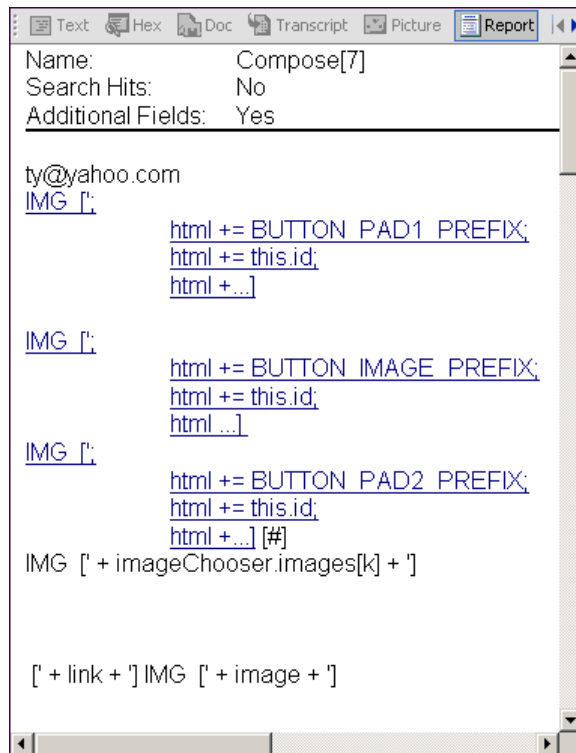 Text Hex Doc Transcript Picture Report
Name: Compose[7]
Search Hits: No
Additional Fields: Yes
ty@yahoo.com
IMG [';
html += BUTTON_PAD1_PREFIX;
html += this.id;
html +...]
IMG [';
html += BUTTON_IMAGE_PREFIX;
html += this.id;
html ...]
IMG [';
html += BUTTON_PAD2_PREFIX;
html += this.id;
html +...] [#]
IMG [' + imageChooser.images[k] + ']
[' + link + '] IMG [' + image + ']